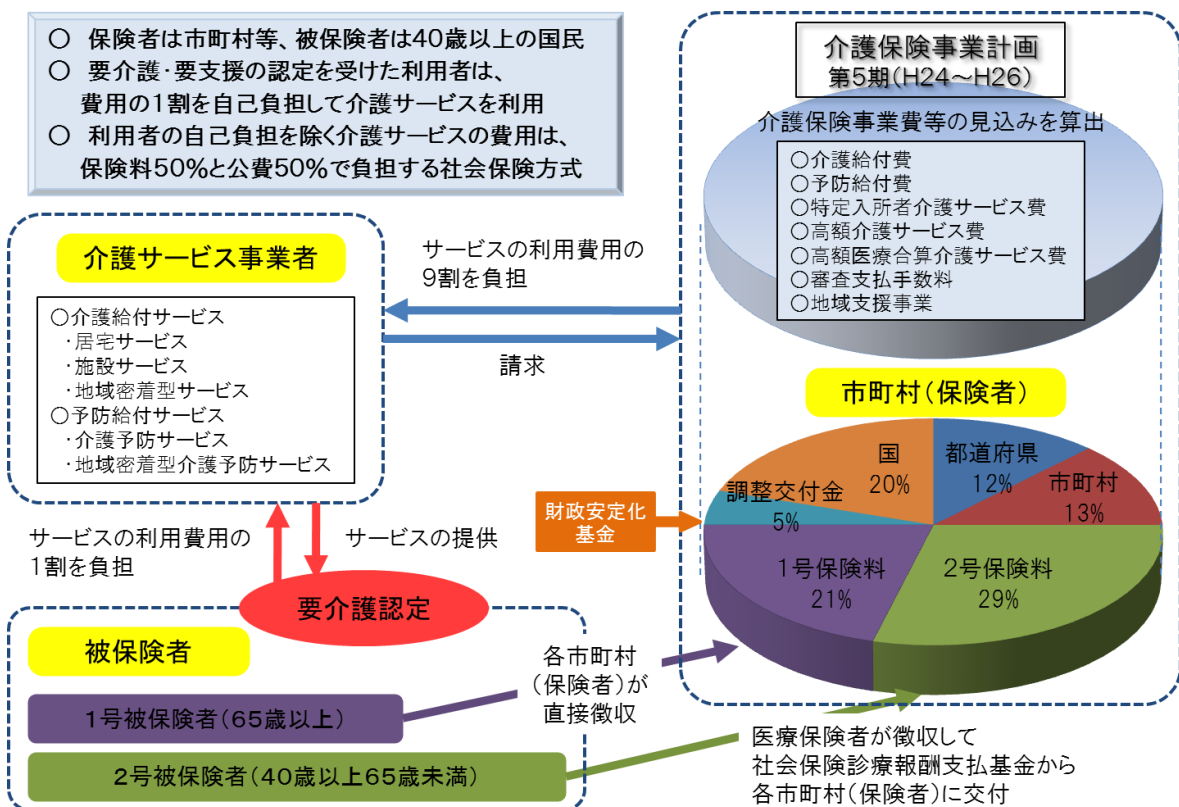 ○ 保険者は市町村等、被保険者は40歳以上の国民
○ 要介護・要支援の認定を受けた利用者は、
費用の1割を自己負担して介護サービスを利用
○ 利用者の自己負担を除く介護サービスの費用は、
保険料50%と公費50%で負担する社会保険方式
介護保険事業計画
第5期(H24～H26)
介護保険事業費等の見込みを算出
○介護給付費
○予防給付費
○特定入所者介護サービス費
○高額介護サービス費
○高額医療合算介護サービス費
○審査支払手数料
○地域支援事業
介護サービス事業者
○介護給付サービス
・居宅サービス
・施設サービス
・地域密着型サービス
○予防給付サービス
・介護予防サービス
・地域密着型介護予防サービス
サービスの利用費用の
9割を負担
請求
市町村(保険者)
国
20%
都道府県
12%
調整交付金
5%
市町村
13%
1号保険料
21%
2号保険料
29%
財政安定化
基金
サービスの利用費用の
1割を負担
サービスの提供
要介護認定
被保険者
1号被保険者(65歳以上)
2号被保険者(40歳以上65歳未満)
各市町村
(保険者)が
直接徴収
医療保険者が徴収して
社会保険診療報酬支払基金から
各市町村(保険者)に交付